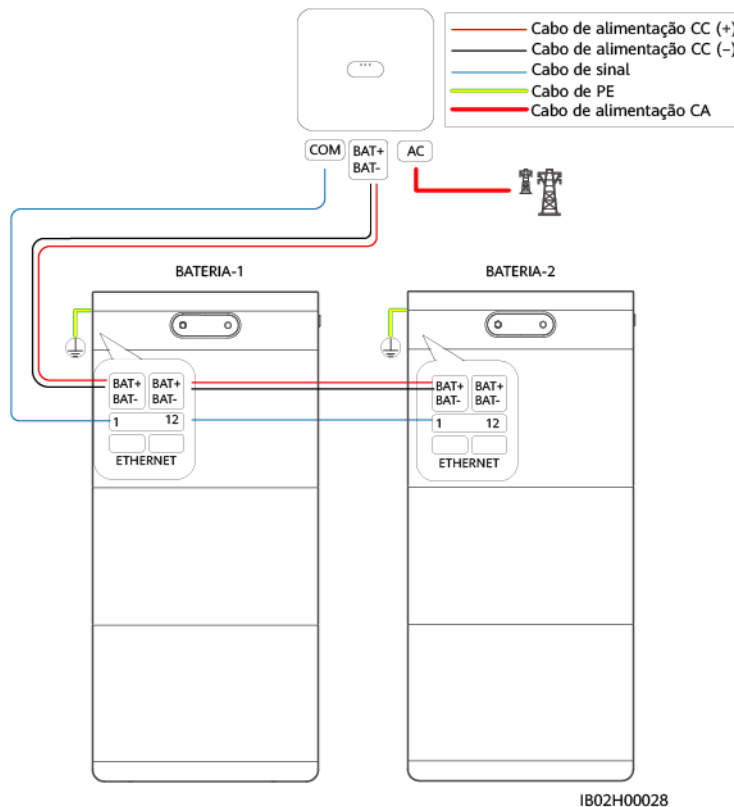 Cabo de alimentação CC (+)
Cabo de alimentação CC (−)
Cabo de sinal
Cabo de PE
Cabo de alimentação CA
COM
BAT+
BAT-
AC
BATERIA-1
BATERIA-2
BAT+ BAT+
BAT- BAT-
1 12
ETHERNET
BAT+ BAT+
BAT- BAT-
1 12
ETHERNET
IB02H00028